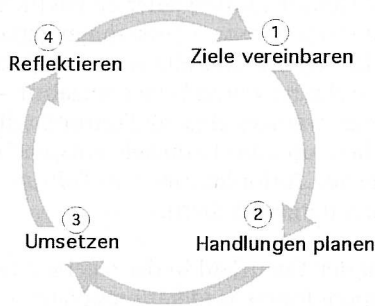 1
Ziele vereinbaren
2
Handlungen planen
3
Umsetzen
4
Reflektieren